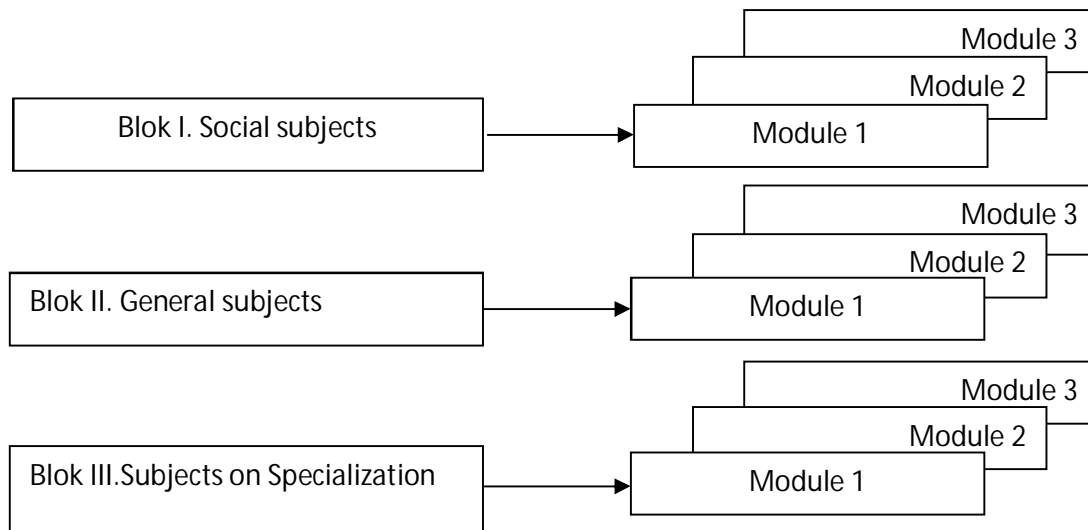 Module 3
Module 2
Blok I. Social subjects
Module 1
Module 3
Module 2
Blok II. General subjects
Module 1
Module 3
Module 2
Blok III.Subjects on Specialization
Module 1